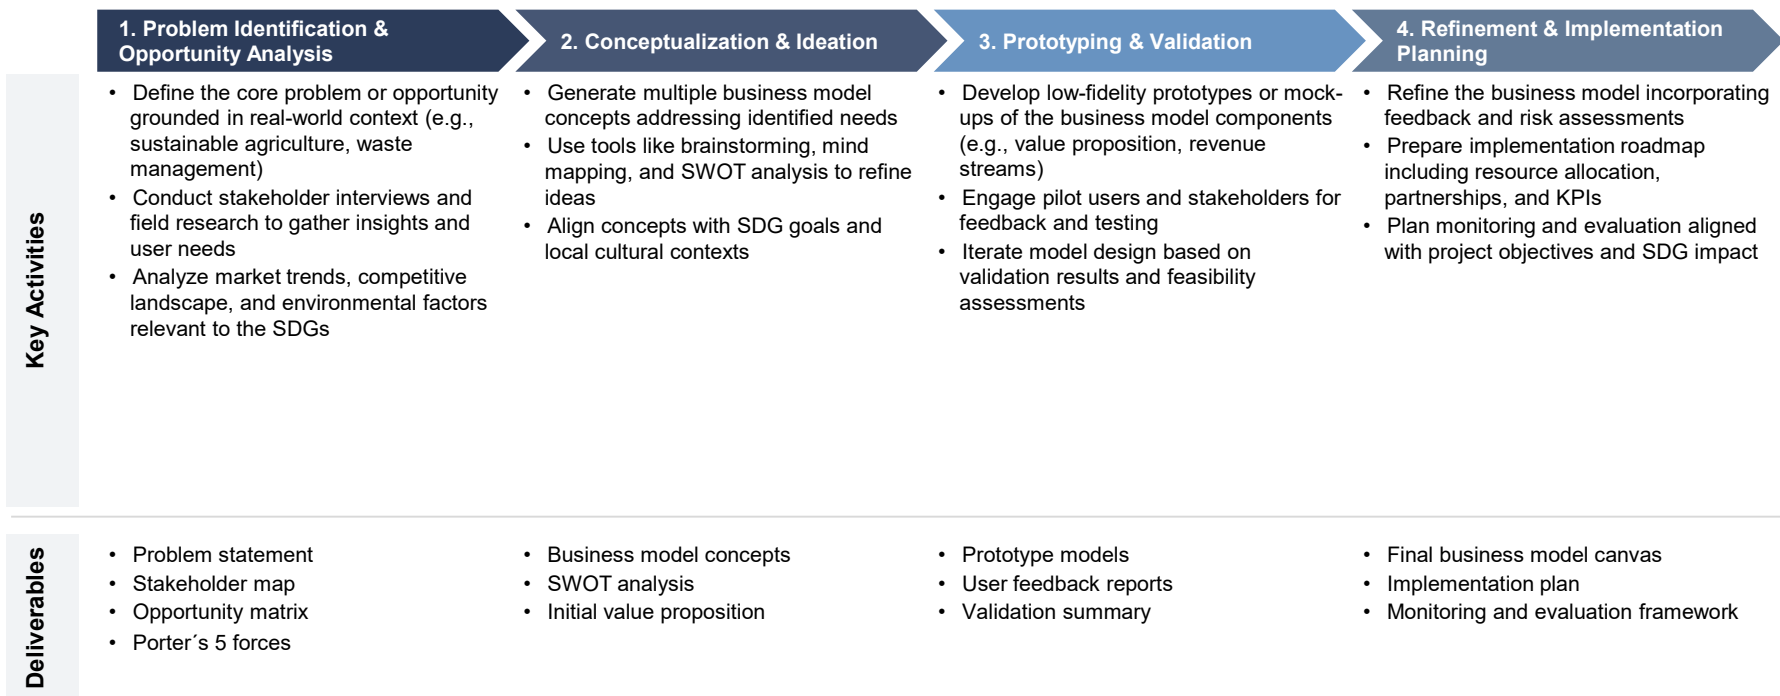 1. Problem Identification &
Opportunity Analysis
2. Conceptualization & Ideation
3. Prototyping & Validation
4. Refinement & Implementation
Planning
Key Activities
• Define the core problem or opportunity
grounded in real-world context (e.g.,
sustainable agriculture, waste
management)
• Conduct stakeholder interviews and
field research to gather insights and
user needs
• Analyze market trends, competitive
landscape, and environmental factors
relevant to the SDGs
• Generate multiple business model
concepts addressing identified needs
• Use tools like brainstorming, mind
mapping, and SWOT analysis to refine
ideas
• Align concepts with SDG goals and
local cultural contexts
• Develop low-fidelity prototypes or mock-
ups of the business model components
(e.g., value proposition, revenue
streams)
• Engage pilot users and stakeholders for
feedback and testing
• Iterate model design based on
validation results and feasibility
assessments
• Refine the business model incorporating
feedback and risk assessments
• Prepare implementation roadmap
including resource allocation,
partnerships, and KPIs
• Plan monitoring and evaluation aligned
with project objectives and SDG impact
Deliverables
• Problem statement
• Stakeholder map
• Opportunity matrix
• Porter´s 5 forces
• Business model concepts
• SWOT analysis
• Initial value proposition
• Prototype models
• User feedback reports
• Validation summary
• Final business model canvas
• Implementation plan
• Monitoring and evaluation framework